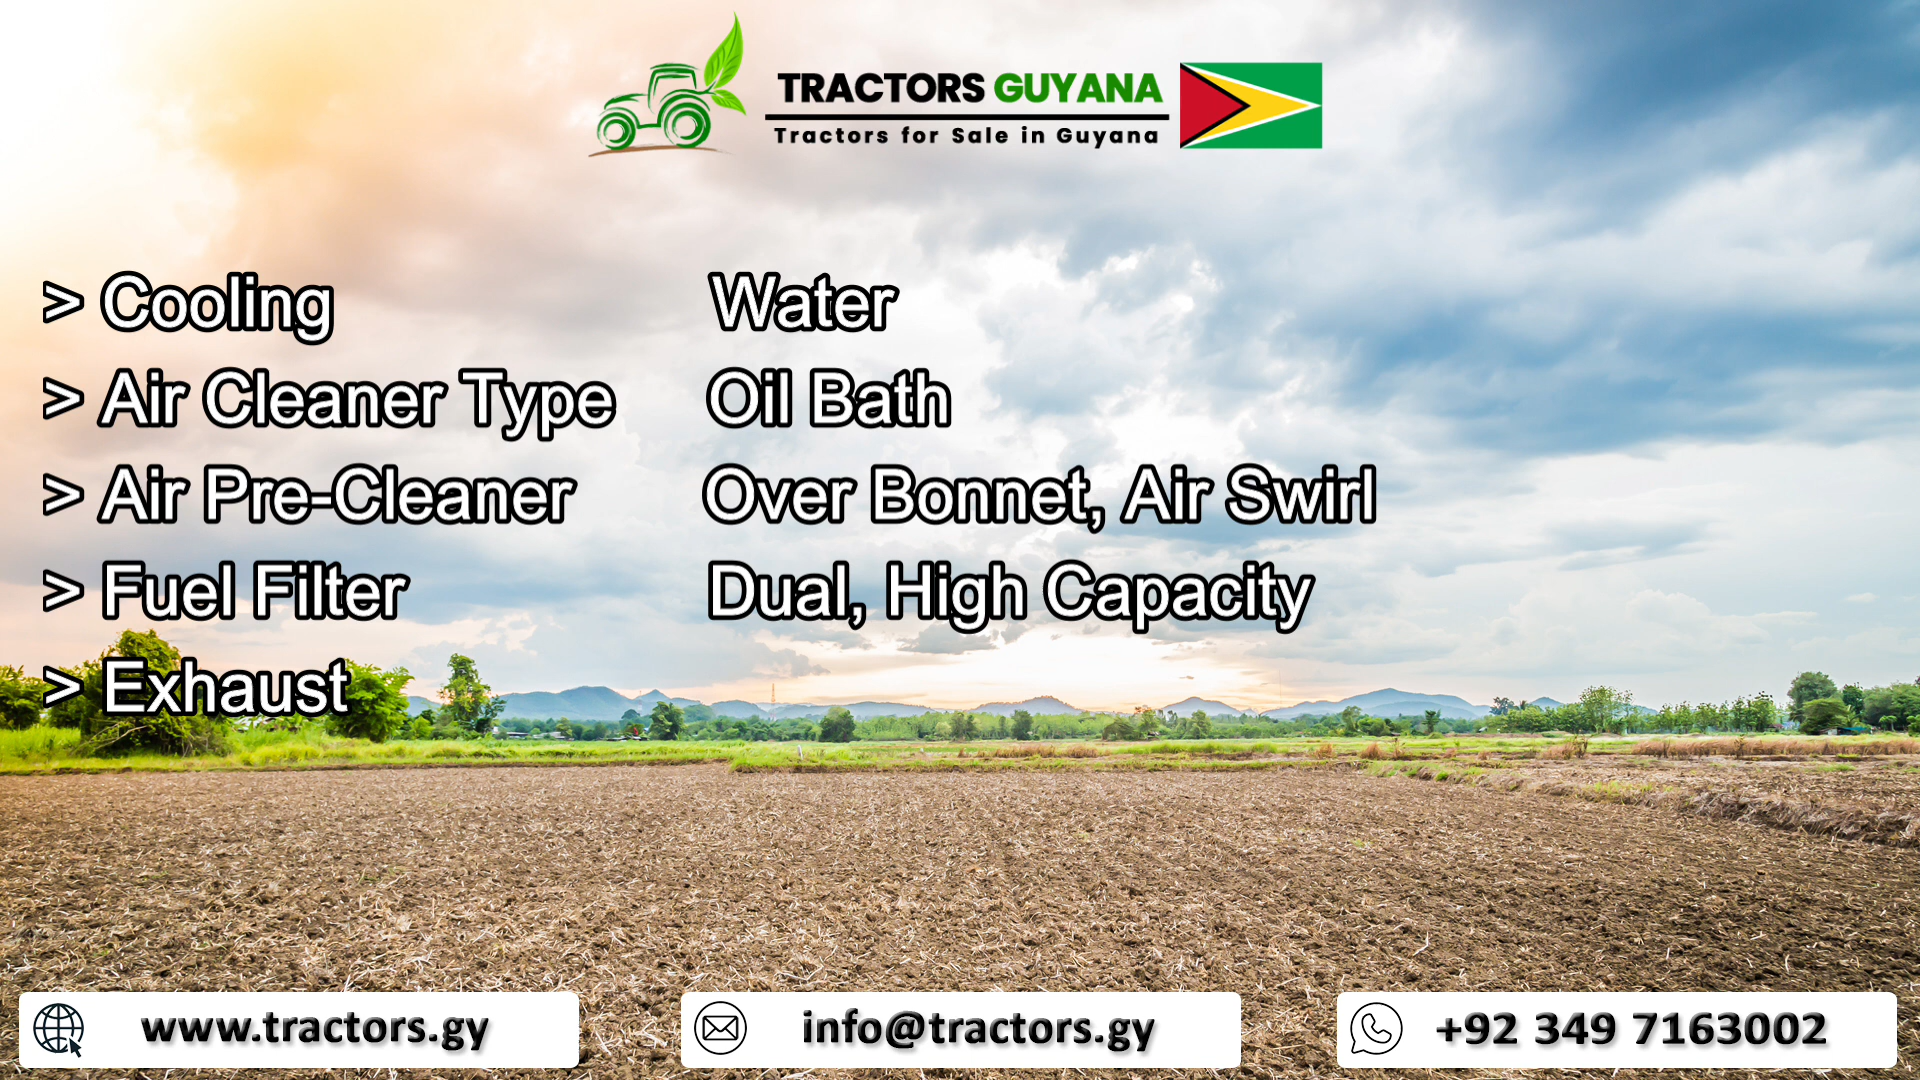 TRACTORS GUYANA
Tractors for Sale in Guyana
> Cooling Water
> Air Cleaner Type Oil Bath
> Air Pre-Cleaner Over Bonnet, Air Swirl
> Fuel Filter Dual, High Capacity
> Exhaust
www.tractors.gy info@tractors.gy +92 349 7163002